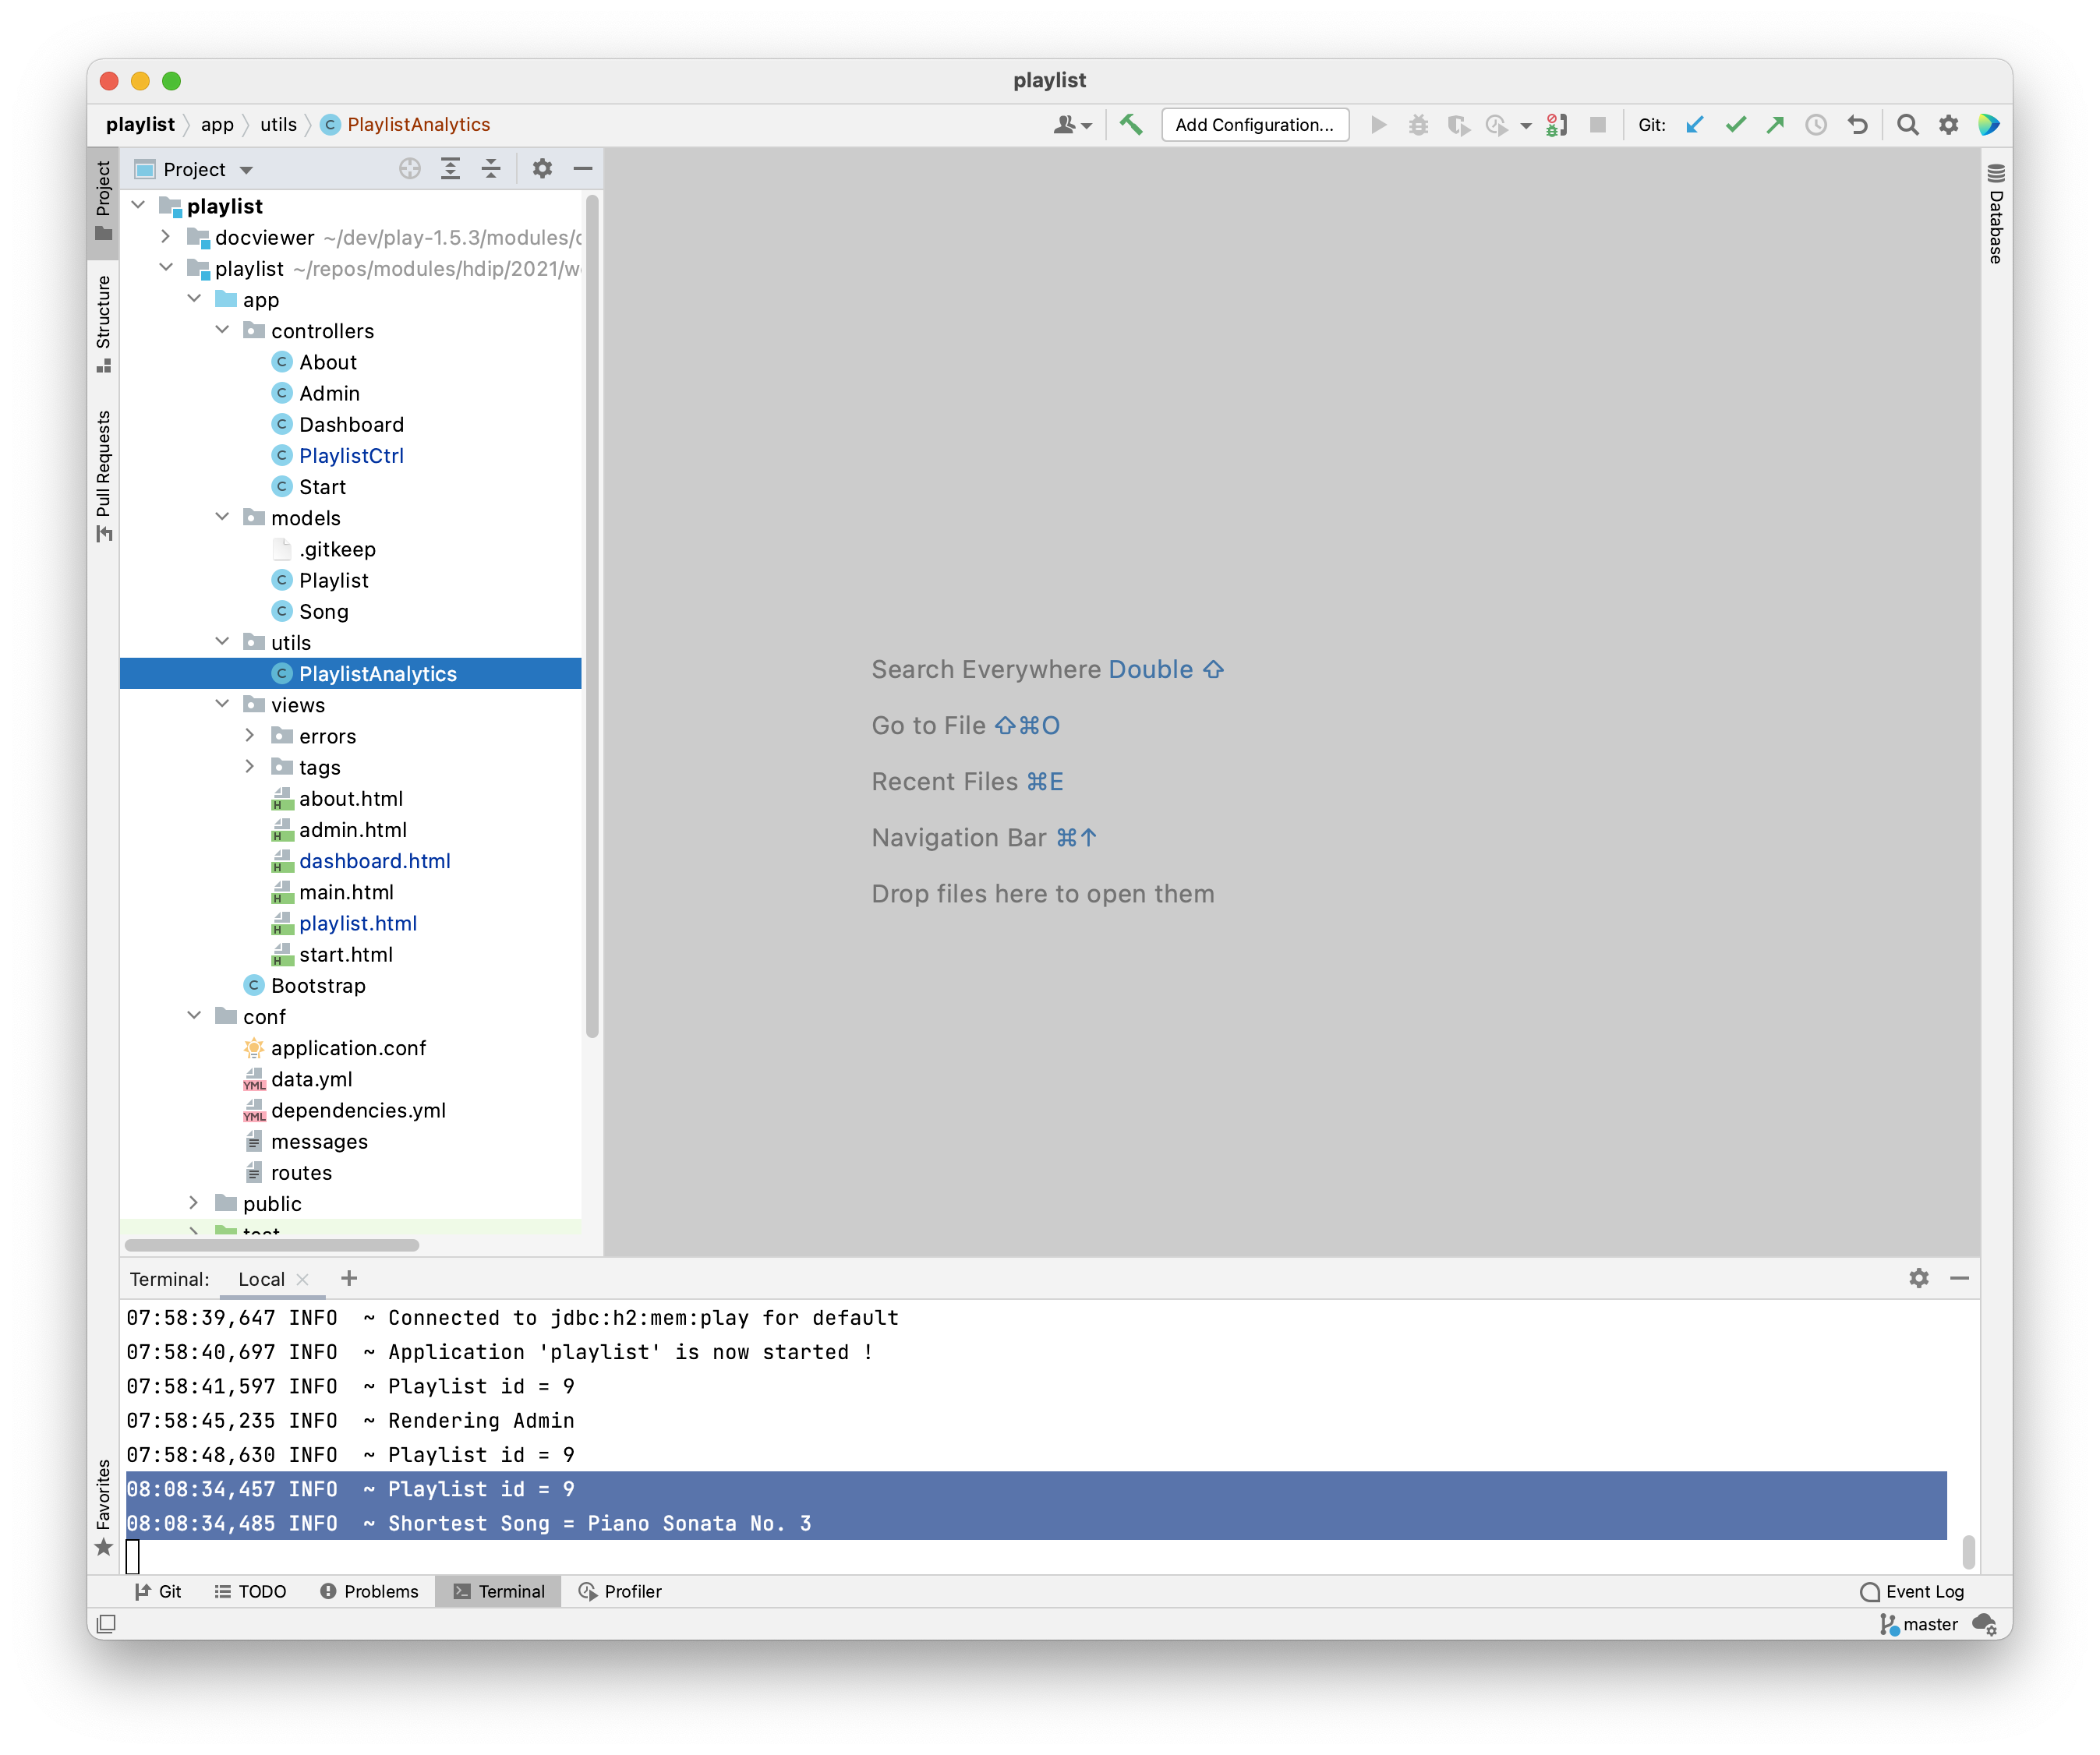 playlist
playlist app utils PlaylistAnalytics Add Configuration... Git:
Project
Project
Structure
Pull Requests
Favorites
Database
playlist
docviewer ~/dev/play-1.5.3/modules/
playlist ~/repos/modules/hdip/2021/w
app
controllers
About
Admin
Dashboard
PlaylistCtrl
Start
models
.gitkeep
Playlist
Song
utils
PlaylistAnalytics
views
errors
tags
about.html
admin.html
dashboard.html
main.html
playlist.html
start.html
Bootstrap
conf
application.conf
data.yml
dependencies.yml
messages
routes
public
test
Search Everywhere Double ⇧
Go to File ⇧⌘O
Recent Files ⌘E
Navigation Bar ⌘↑
Drop files here to open them
Terminal: Local
07:58:39,647 INFO ~ Connected to jdbc:h2:mem:play for default
07:58:40,697 INFO ~ Application 'playlist' is now started !
07:58:41,597 INFO ~ Playlist id = 9
07:58:45,235 INFO ~ Rendering Admin
07:58:48,630 INFO ~ Playlist id = 9
08:08:34,457 INFO ~ Playlist id = 9
08:08:34,485 INFO ~ Shortest Song = Piano Sonata No. 3
Git TODO Problems Terminal Profiler Event Log
master